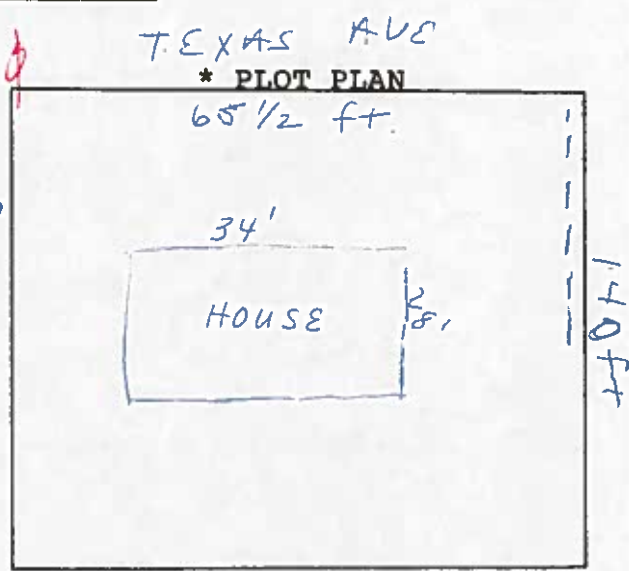 TEXAS AVE
* PLOT PLAN
65 1/2 ft.
34'
HOUSE
28'
140 ft